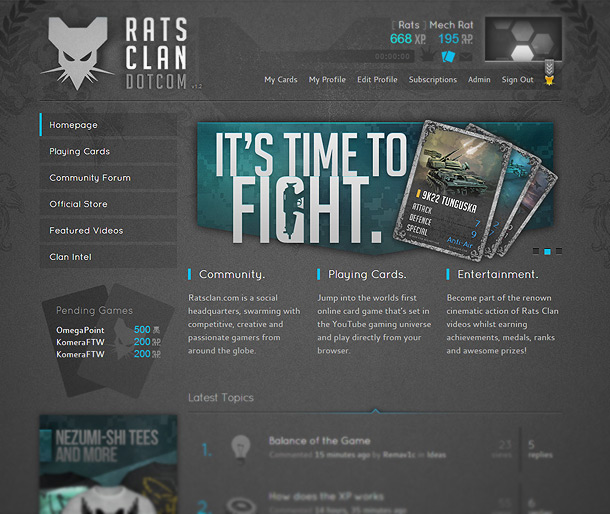 RATS
CLAN
DOTCOM v1.2
[ Rats ] Mech Rat
668 XP 195 RP
00:00:00
My Cards My Profile Edit Profile Subscriptions Admin Sign Out
Homepage
Playing Cards
Community Forum
Official Store
Featured Videos
Clan Intel
IT'S TIME TO
FIGHT.
9K22 TUNGUSKA
ATTACK 7
DEFENCE 9
SPECIAL Anti-Air
Pending Games
OmegaPoint 500
KomeraFTW 200
KomeraFTW 200
Community.
Ratsclan.com is a social
headquarters, swarming with
competitive, creative and
passionate gamers from
around the globe.
Playing Cards.
Jump into the worlds first
online card game that's set in
the YouTube gaming universe
and play directly from your
browser.
Entertainment.
Become part of the renown
cinematic action of Rats Clan
videos whilst earning
achievements, medals, ranks
and awesome prizes!
NEZUMI-SHI TEES
AND MORE
Latest Topics
1. Balance of the Game 23 5
Commented 15 minutes ago by Remav1c in Ideas views replies
2. How does the XP works 6
Commented 18 hours, 35 minutes ago replies